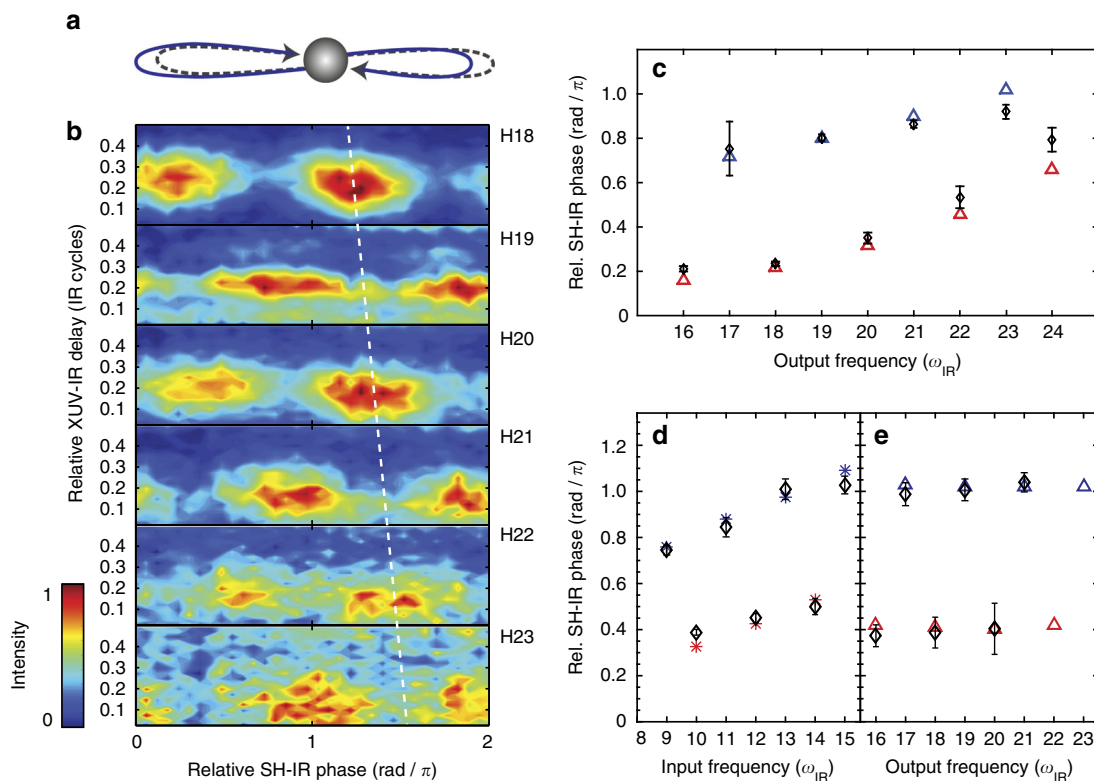 a
b
H18
0.4
0.3
0.2
0.1
H19
0.4
0.3
0.2
0.1
H20
0.4
0.3
0.2
0.1
H21
0.4
0.3
0.2
0.1
H22
0.4
0.3
0.2
0.1
H23
0.4
0.3
0.2
0.1
Relative XUV-IR delay (IR cycles)
0 1 2
Relative SH-IR phase (rad / π)
1
0
Intensity
c
1.0
0.8
0.6
0.4
0.2
0
Rel. SH-IR phase (rad / π)
16 17 18 19 20 21 22 23 24
Output frequency (ωIR)
d
1.2
1.0
0.8
0.6
0.4
0.2
0
Rel. SH-IR phase (rad / π)
8 9 10 11 12 13 14 15
Input frequency (ωIR)
e
16 17 18 19 20 21 22 23
Output frequency (ωIR)